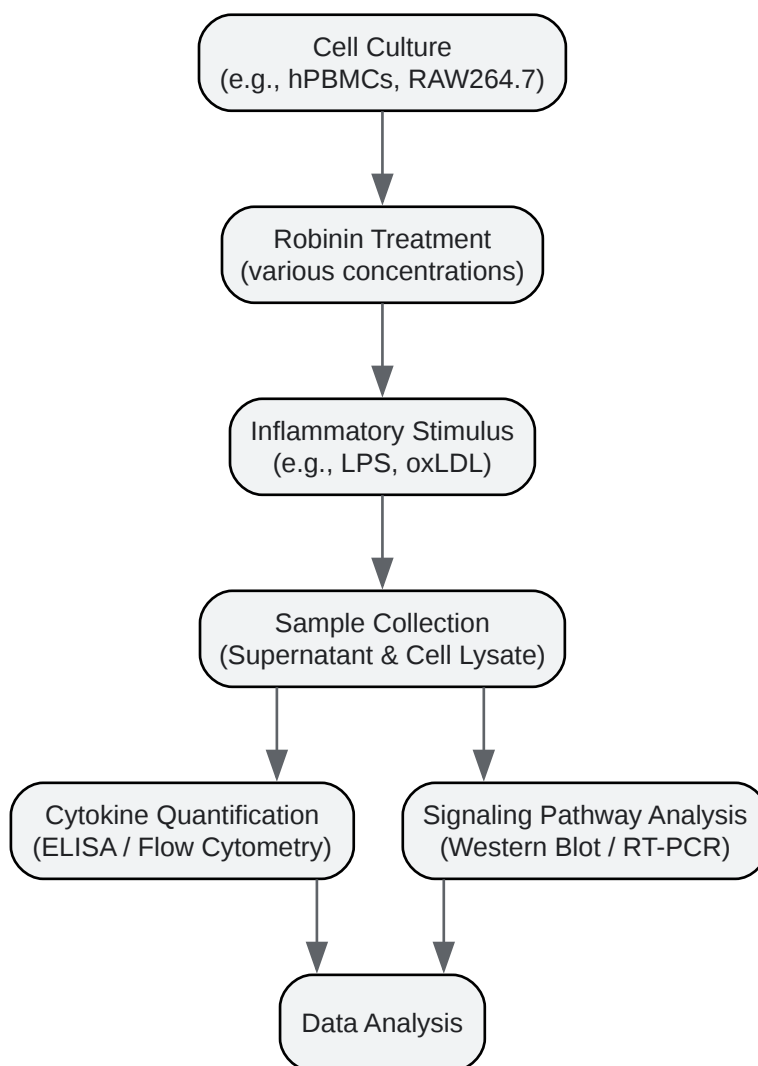 Cell Culture
(e.g., hPBMCs, RAW264.7)
Robinin Treatment
(various concentrations)
Inflammatory Stimulus
(e.g., LPS, oxLDL)
Sample Collection
(Supernatant & Cell Lysate)
Cytokine Quantification
(ELISA / Flow Cytometry)
Signaling Pathway Analysis
(Western Blot / RT-PCR)
Data Analysis